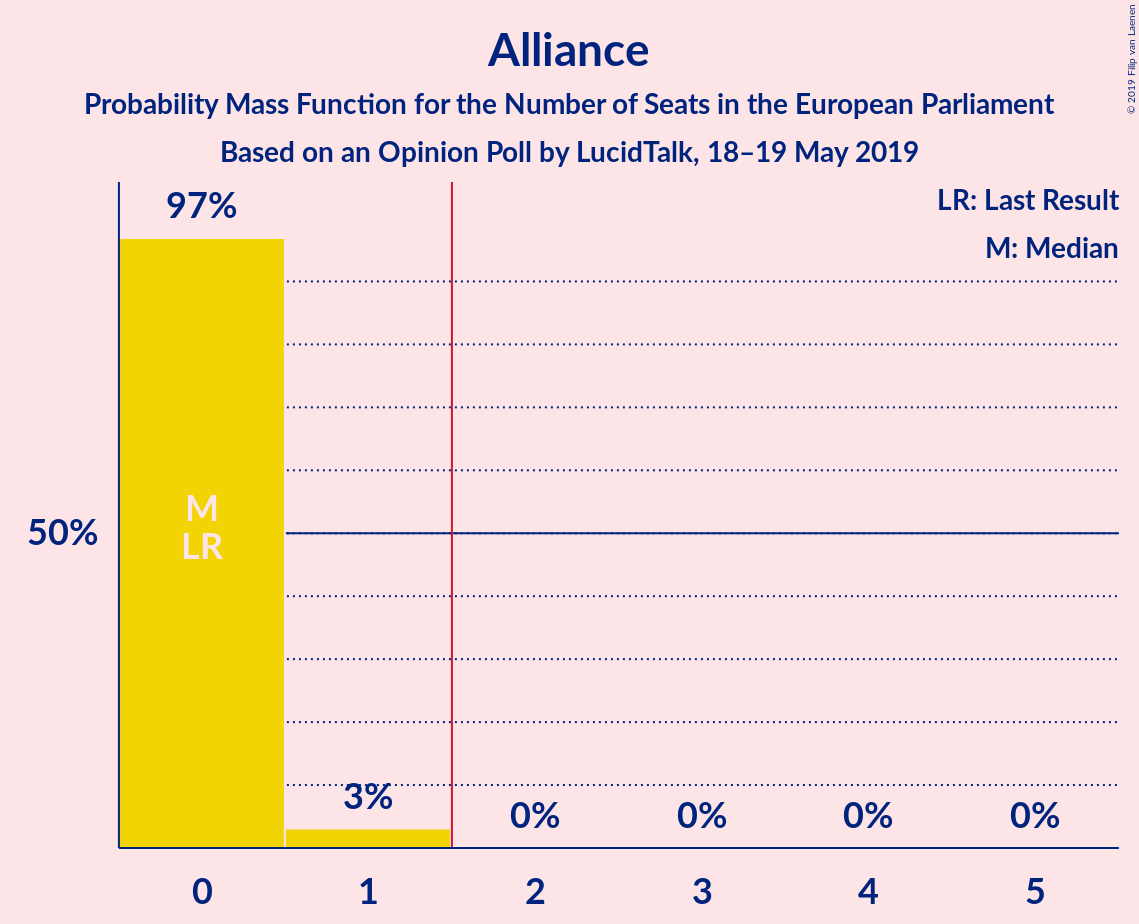 Alliance
Probability Mass Function for the Number of Seats in the European Parliament
Based on an Opinion Poll by LucidTalk, 18–19 May 2019
© 2019 Filip van Laenen
LR: Last Result
M: Median
97%
M
LR
50%
3%
0%
0%
0%
0%
0
1
2
3
4
5